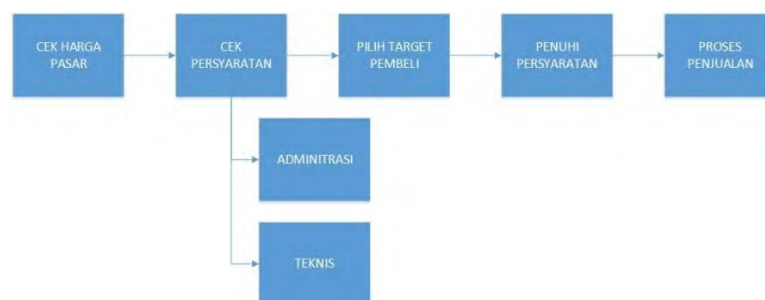 CEK HARGA
PASAR
CEK
PERSYARATAN
PILIH TARGET
PEMBELI
PENUHI
PERSYARATAN
PROSES
PENJUALAN
ADMINITRASI
TEKNIS